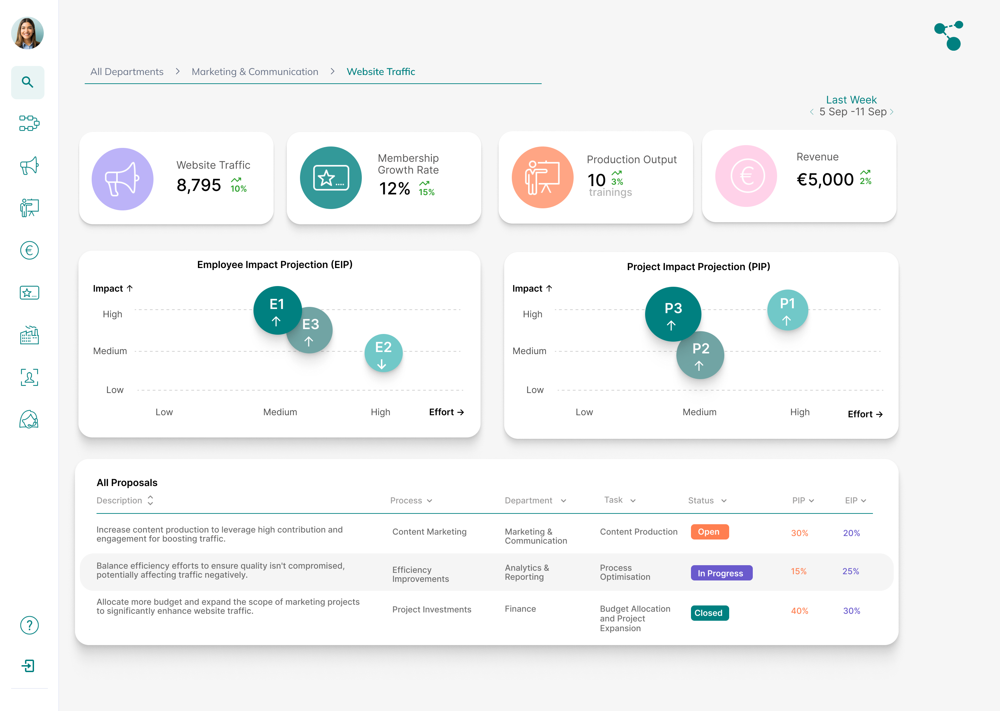 All Departments > Marketing & Communication > Website Traffic
Last Week
< 5 Sep -11 Sep >
Website Traffic
8,795 10%
Membership
Growth Rate
12% 15%
Production Output
10 3%
trainings
Revenue
€5,000 2%
Employee Impact Projection (EIP)
Impact ↑
High
Medium
Low
E1
↑
E3
↑
E2
↓
Low Medium High Effort →
Project Impact Projection (PIP)
Impact ↑
High
Medium
Low
P3
↑
P1
↑
P2
↑
Low Medium High Effort →
All Proposals
Description Process Department Task Status PIP EIP
Increase content production to leverage high contribution and
engagement for boosting traffic.
Content Marketing
Marketing &
Communication
Content Production
Open
30%
20%
Balance efficiency efforts to ensure quality isn't compromised,
potentially affecting traffic negatively.
Efficiency
Improvements
Analytics &
Reporting
Process
Optimisation
In Progress
15%
25%
Allocate more budget and expand the scope of marketing projects
to significantly enhance website traffic.
Project Investments
Finance
Budget Allocation
and Project
Expansion
Closed
40%
30%
?